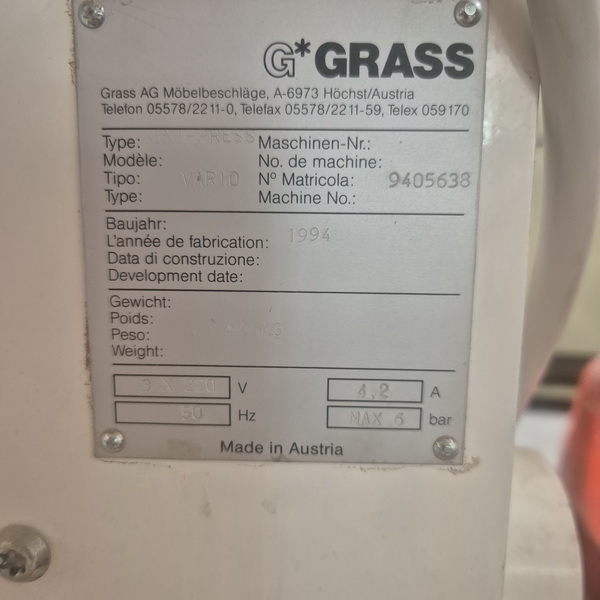 G*GRASS
Grass AG Möbelbeschläge, A-6973 Höchst/Austria
Telefon 05578/2211-0, Telefax 05578/2211-59, Telex 059170
Type: Maschinen-Nr.:
Modèle: No. de machine:
Tipo: VARIO Nº Matricola: 9405638
Type: Machine No.:
Baujahr:
L'année de fabrication: 1994
Data di construzione:
Development date:
Gewicht:
Poids:
Peso:
Weight:
3 X V 4,2 A
50 Hz MAX 6 bar
Made in Austria